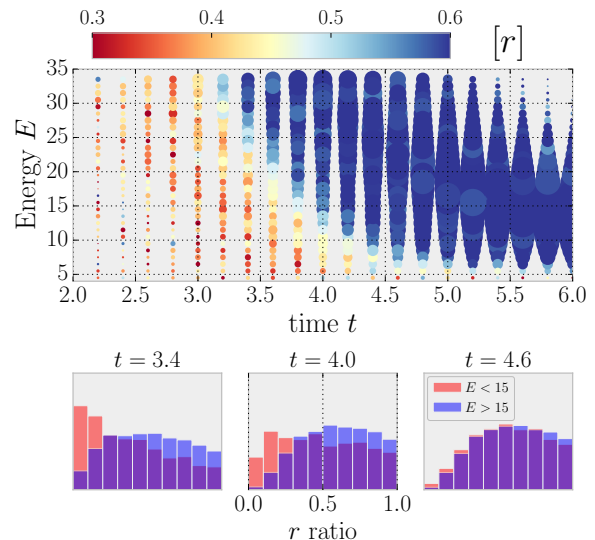 0.3 0.4 0.5 0.6 [r]
Energy E
35
30
25
20
15
10
5
2.0 2.5 3.0 3.5 4.0 4.5 5.0 5.5 6.0
time t
t = 3.4 t = 4.0 t = 4.6
E < 15
E > 15
0.0 0.5 1.0
r ratio